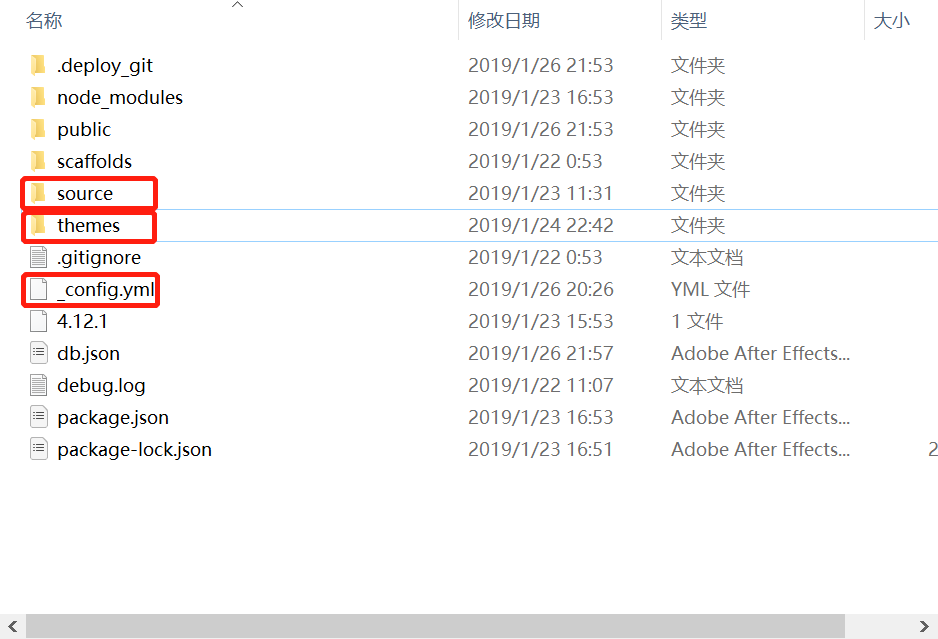 名称 修改日期 类型 大小
.deploy_git 2019/1/26 21:53 文件夹
node_modules 2019/1/23 16:53 文件夹
public 2019/1/26 21:53 文件夹
scaffolds 2019/1/22 0:53 文件夹
source 2019/1/23 11:31 文件夹
themes 2019/1/24 22:42 文件夹
.gitignore 2019/1/22 0:53 文本文档
_config.yml 2019/1/26 20:26 YML 文件
4.12.1 2019/1/23 15:53 1 文件
db.json 2019/1/26 21:57 Adobe After Effects...
debug.log 2019/1/22 11:07 文本文档
package.json 2019/1/23 16:53 Adobe After Effects...
package-lock.json 2019/1/23 16:51 Adobe After Effects... 2